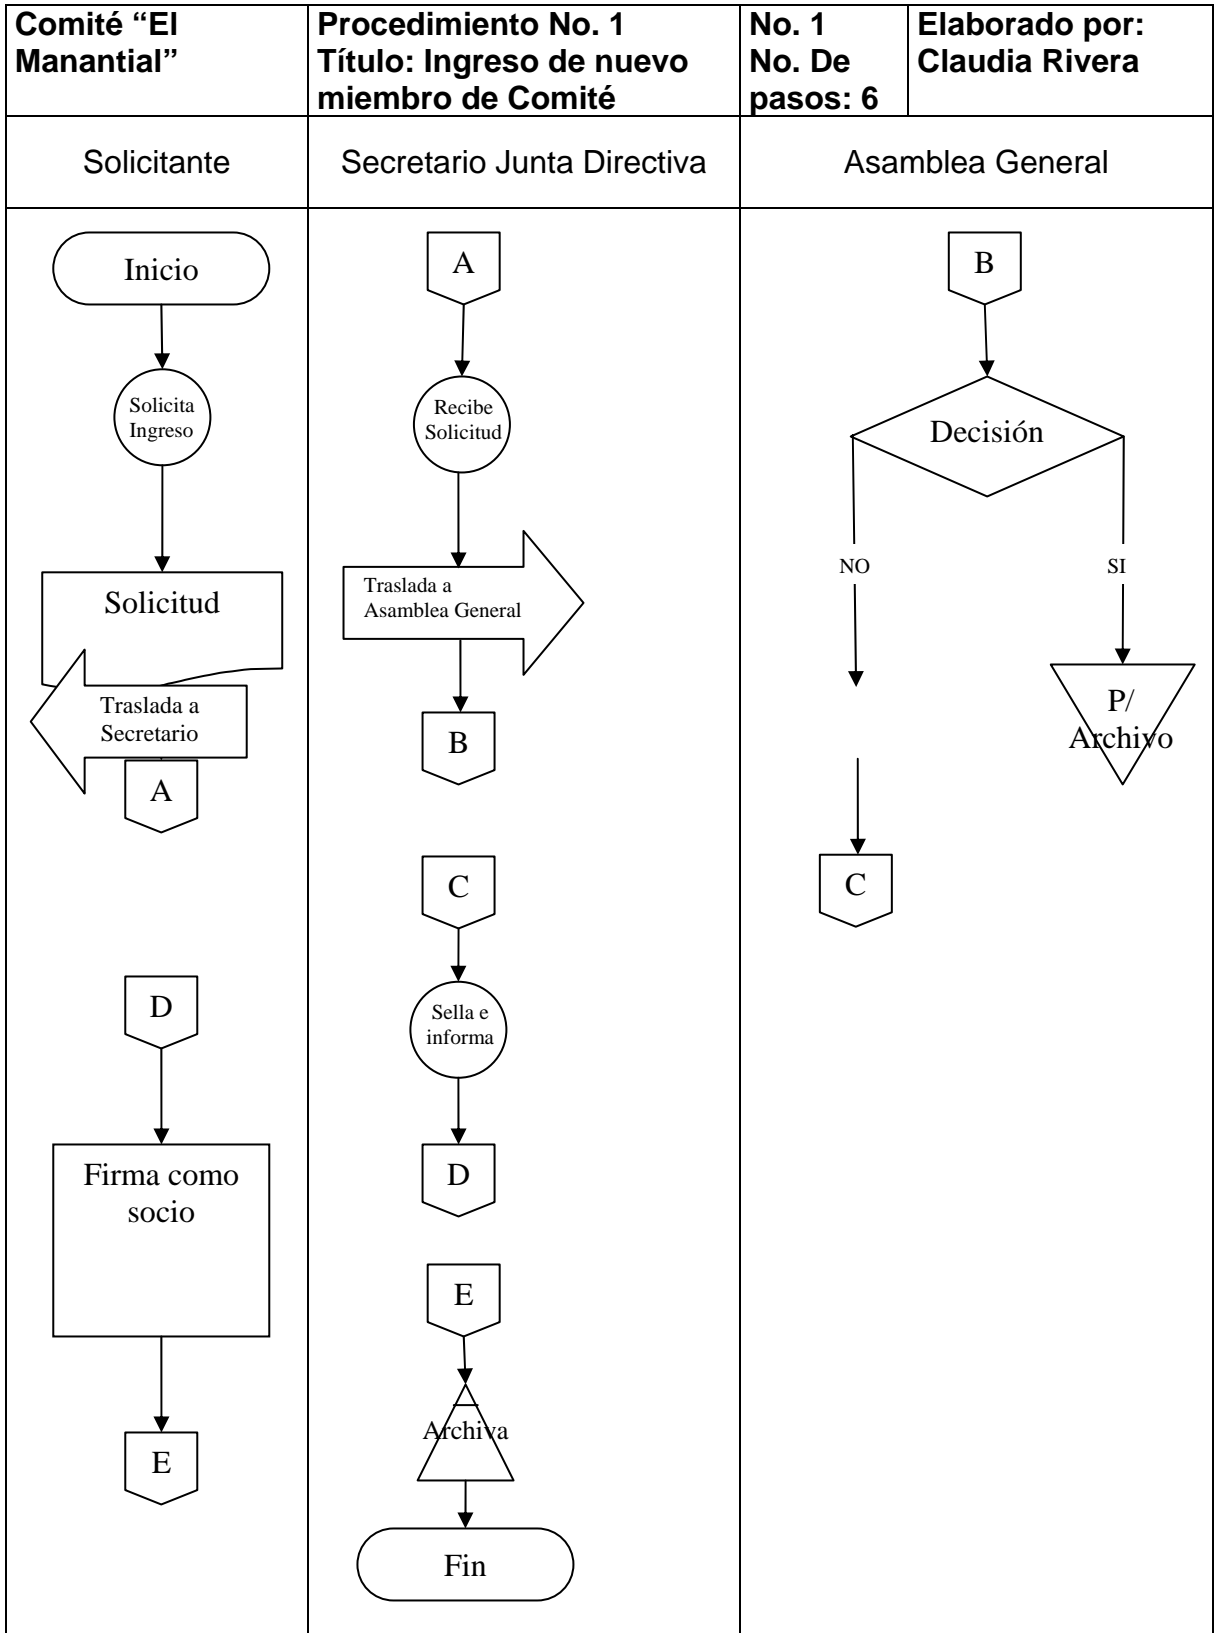 Comité “El
Manantial”
Procedimiento No. 1
Título: Ingreso de nuevo
miembro de Comité
No. 1
No. De
pasos: 6
Elaborado por:
Claudia Rivera
Solicitante
Secretario Junta Directiva
Asamblea General
Inicio
Solicita
Ingreso
Solicitud
Traslada a
Secretario
A
D
Firma como
socio
E
A
Recibe
Solicitud
Traslada a
Asamblea General
B
C
Sella e
informa
D
E
Archiva
Fin
B
Decisión
NO
SI
P/
Archivo
C